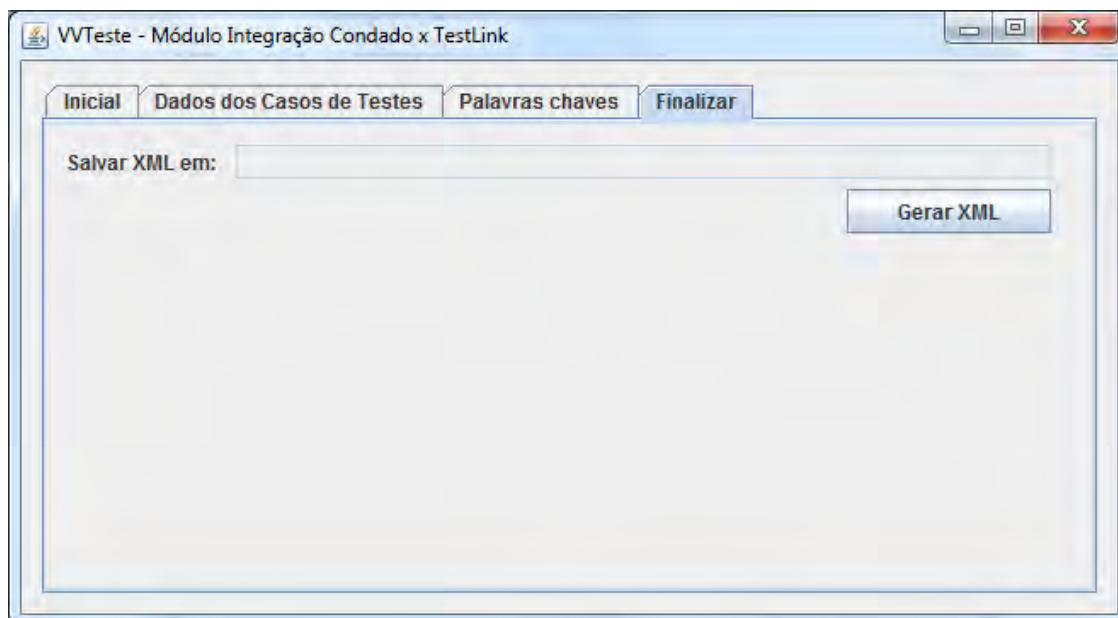 VVTeste - Módulo Integração Condado x TestLink
Inicial Dados dos Casos de Testes Palavras chaves Finalizar
Salvar XML em:
Gerar XML